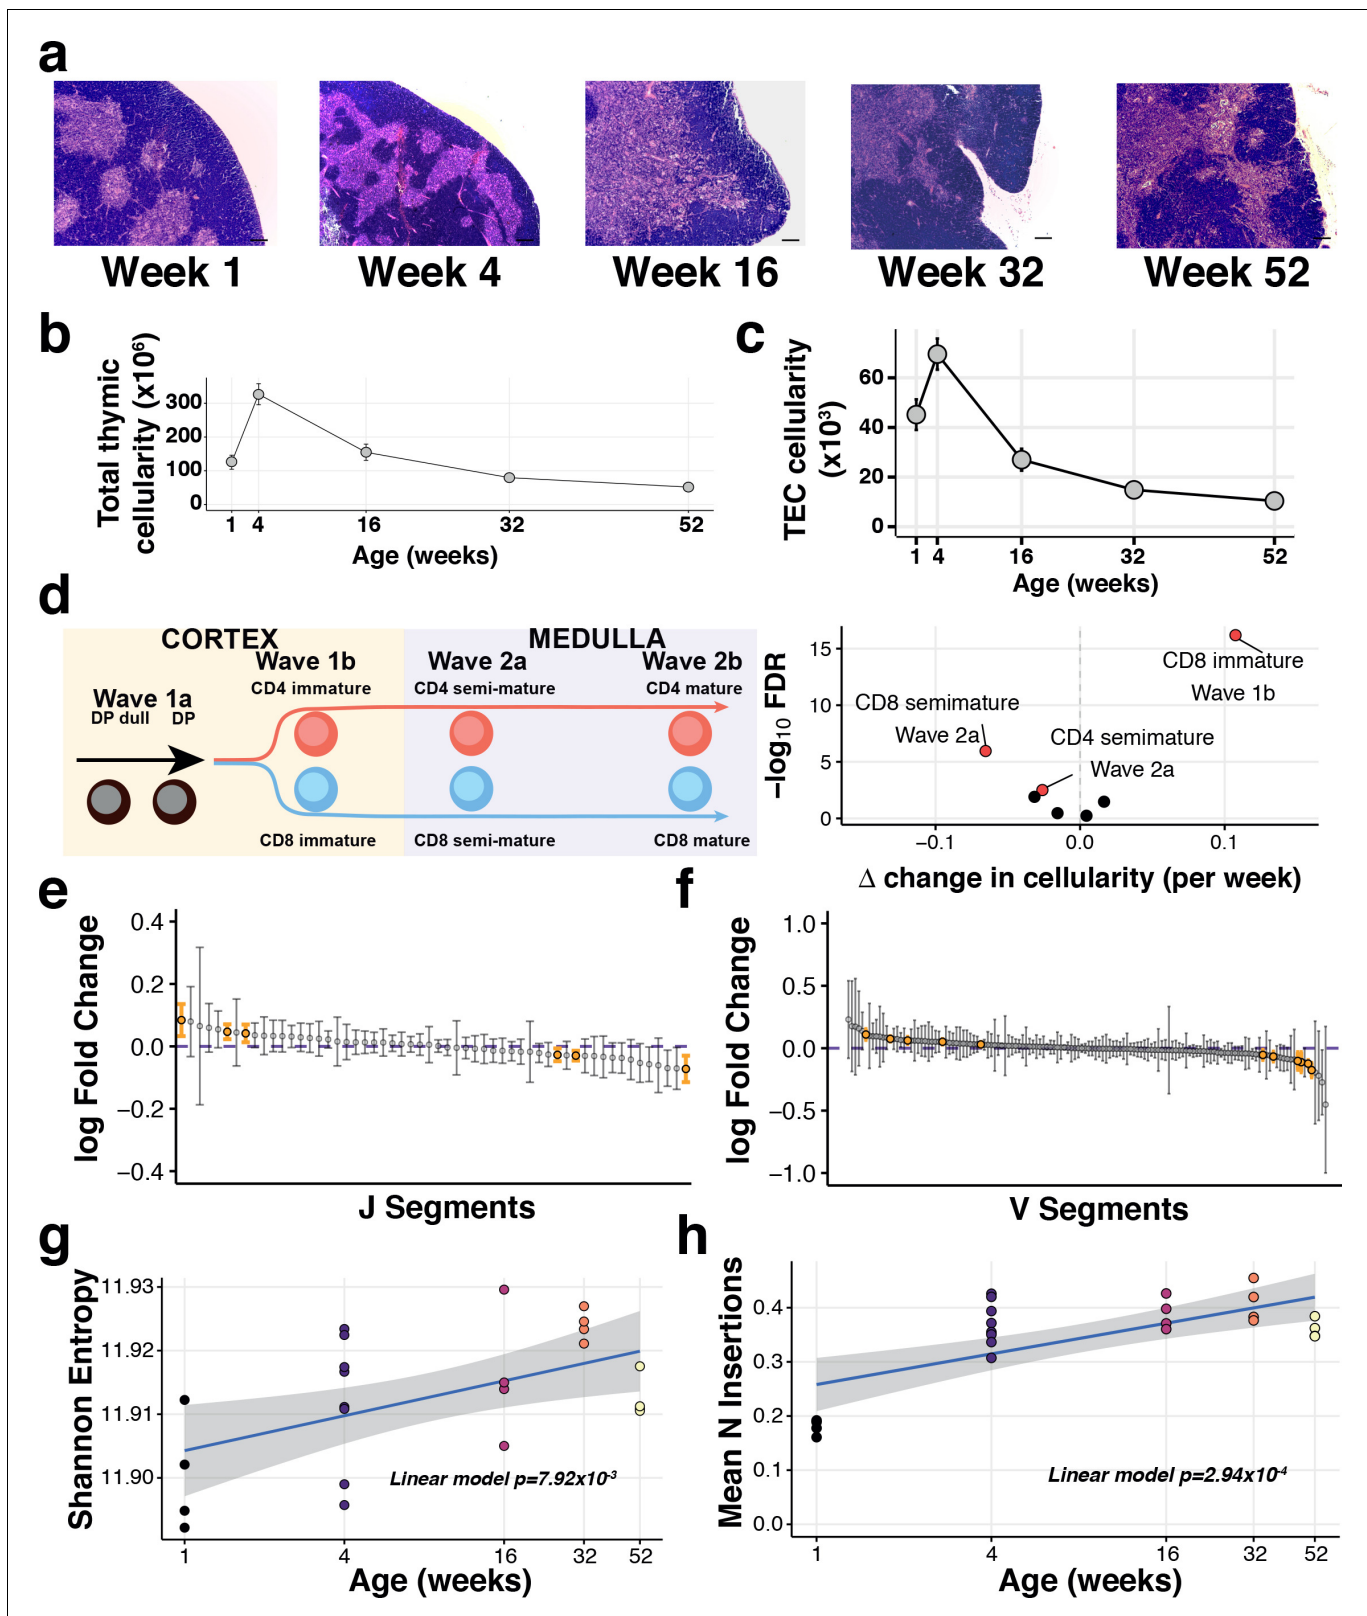 a
Week 1
Week 4
Week 16
Week 32
Week 52
b
Total thymic
cellularity (x10⁶)
300
200
100
0
1 4 16 32 52
Age (weeks)
c
TEC cellularity
(x10³)
60
40
20
0
1 4 16 32 52
Age (weeks)
d
CORTEX
MEDULLA
Wave 1a
DP dull DP
Wave 1b
CD4 immature
Wave 2a
CD4 semi-mature
Wave 2b
CD4 mature
CD8 immature
CD8 semi-mature
CD8 mature
−log₁₀ FDR
15
10
5
0
CD8 immature
Wave 1b
CD8 semimature
Wave 2a
CD4 semimature
Wave 2a
−0.1 0.0 0.1
Δ change in cellularity (per week)
e
log Fold Change
0.4
0.2
0.0
−0.2
−0.4
J Segments
f
log Fold Change
1.0
0.5
0.0
−0.5
−1.0
V Segments
g
Shannon Entropy
11.93
11.92
11.91
11.90
Linear model p=7.92x10⁻³
1 4 16 32 52
Age (weeks)
h
Mean N Insertions
0.4
0.3
0.2
0.1
0.0
Linear model p=2.94x10⁻⁴
1 4 16 32 52
Age (weeks)